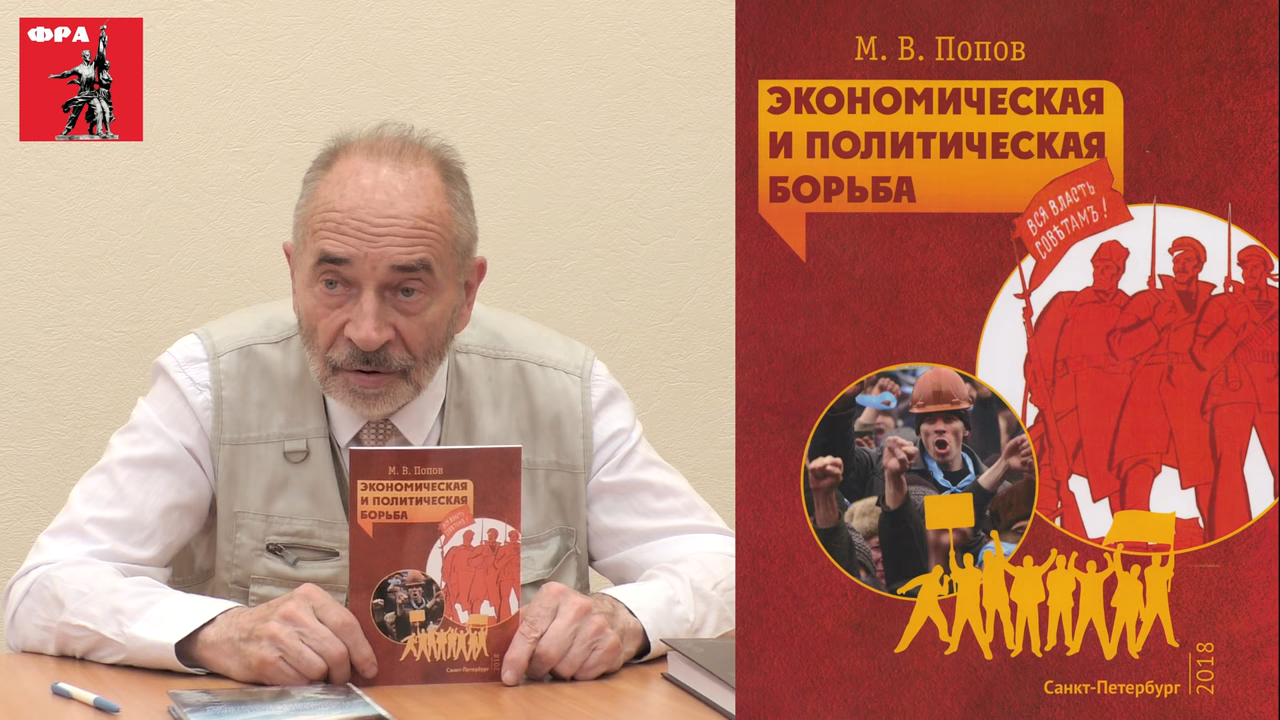 ФРА
М. В. Попов
ЭКОНОМИЧЕСКАЯ
И ПОЛИТИЧЕСКАЯ
БОРЬБА
Санкт-Петербург
2018
М. В. Попов
ЭКОНОМИЧЕСКАЯ
И ПОЛИТИЧЕСКАЯ
БОРЬБА
ВСЯ ВЛАСТЬ
СОВѢТАМЪ!
Санкт-Петербург
2018